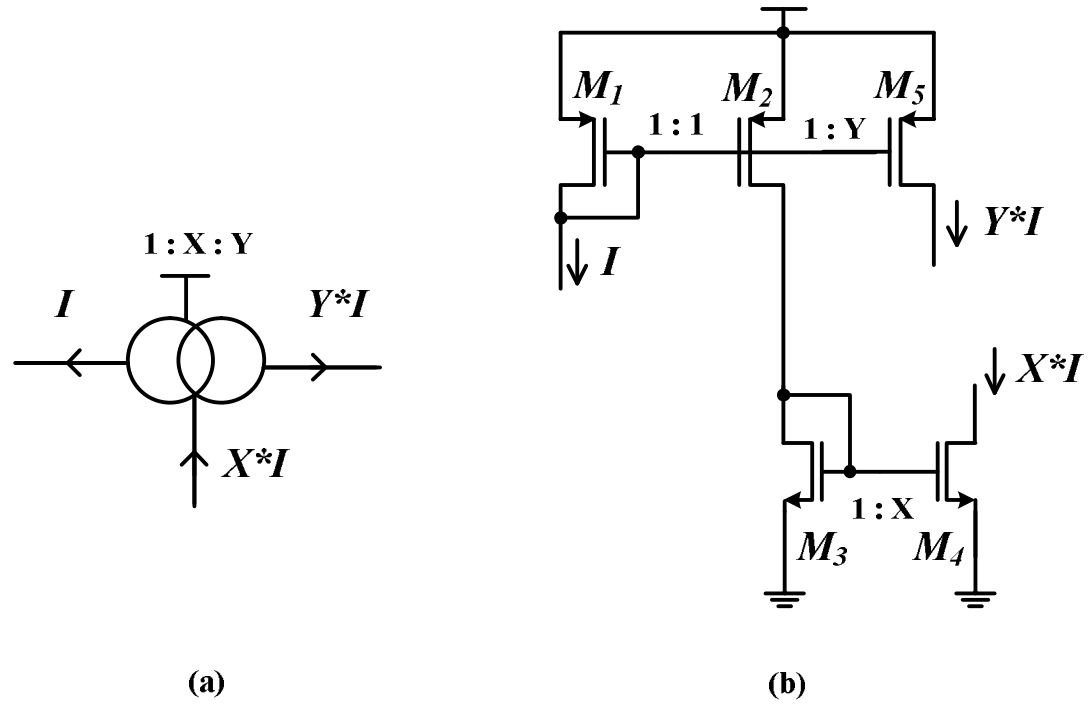 1 : X : Y
I
Y*I
X*I
(a)
M1
M2
M5
1 : 1
1 : Y
I
Y*I
X*I
1 : X
M3
M4
(b)